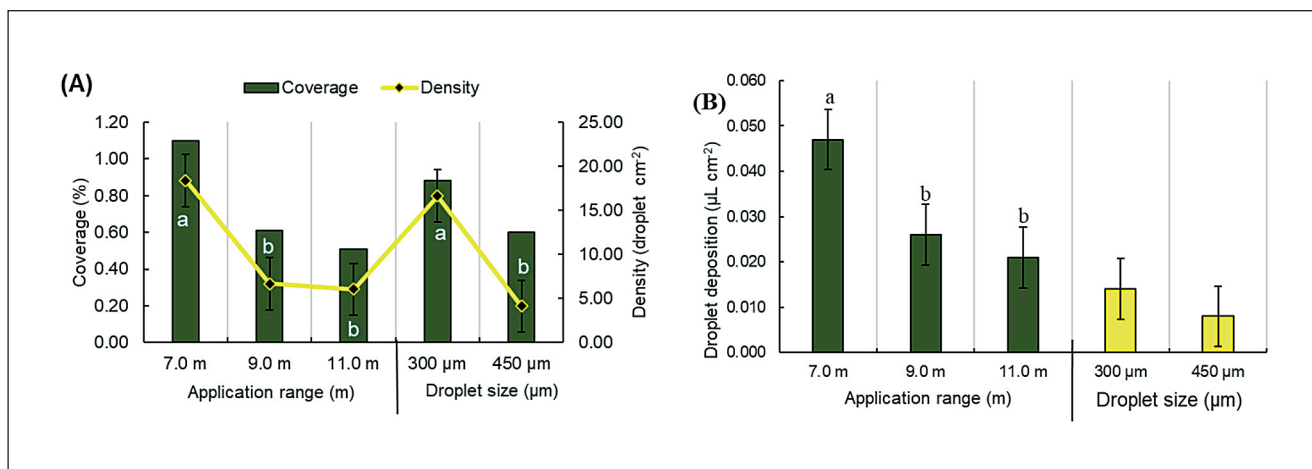 (A)
Coverage
Density
1.20
1.00
0.80
0.60
0.40
0.20
0.00
Coverage (%)
25.00
20.00
15.00
10.00
5.00
0.00
Density (droplet cm-2)
a
b
b
a
b
7.0 m
9.0 m
11.0 m
300 µm
450 µm
Application range (m)
Droplet size (µm)
(B)
0.060
0.050
0.040
0.030
0.020
0.010
0.000
Droplet deposition (µL cm-2)
a
b
b
7.0 m
9.0 m
11.0 m
300 µm
450 µm
Application range (m)
Droplet size (µm)